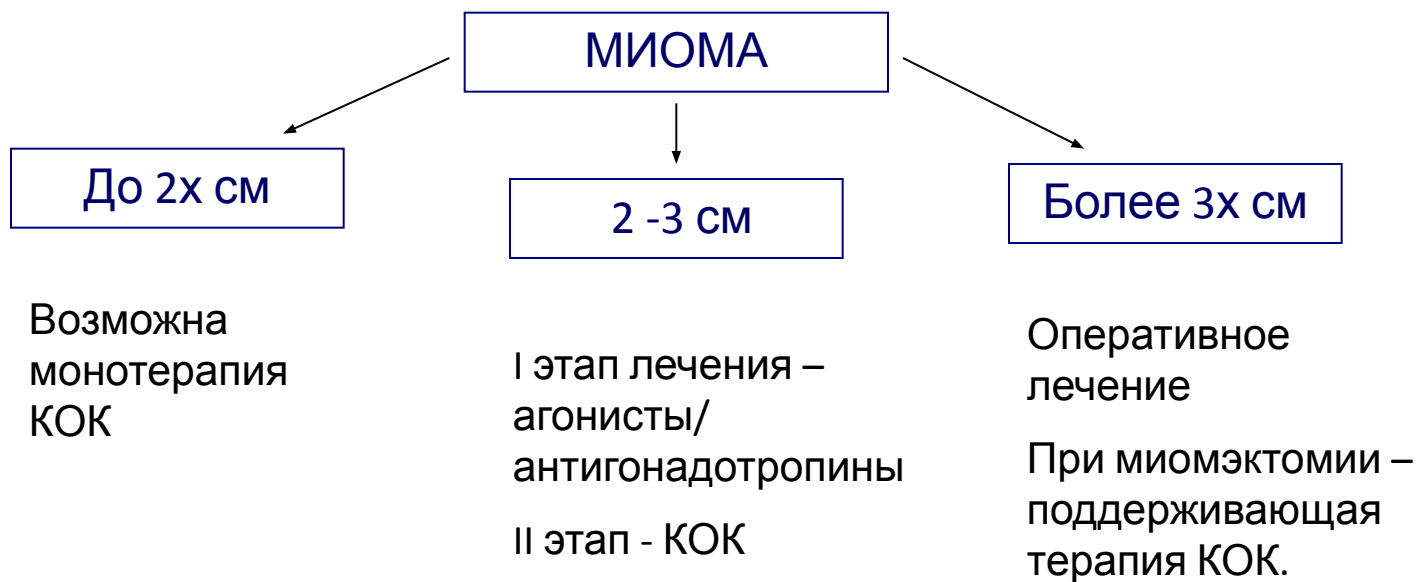 МИОМА
До 2х см
Возможна
монотерапия
КОК
2 -3 см
I этап лечения –
агонисты/
антигонадотропины
II этап - КОК
Более 3х см
Оперативное
лечение
При миомэктомии –
поддерживающая
терапия КОК.